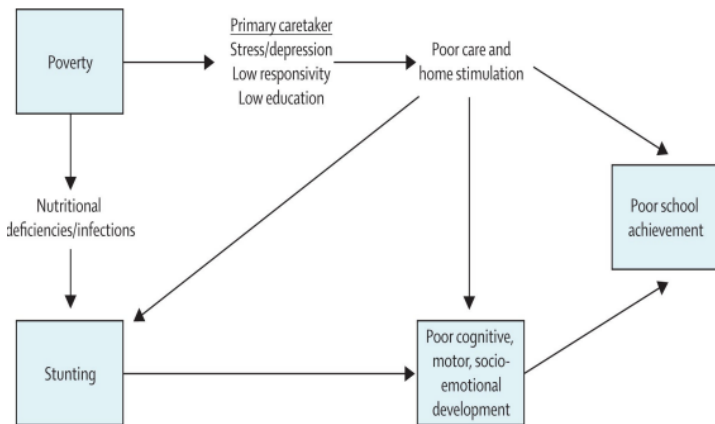 Poverty
Primary caretaker
Stress/depression
Low responsivity
Low education
Poor care and
home stimulation
Nutritional
deficiencies/infections
Poor school
achievement
Stunting
Poor cognitive,
motor, socio-
emotional
development